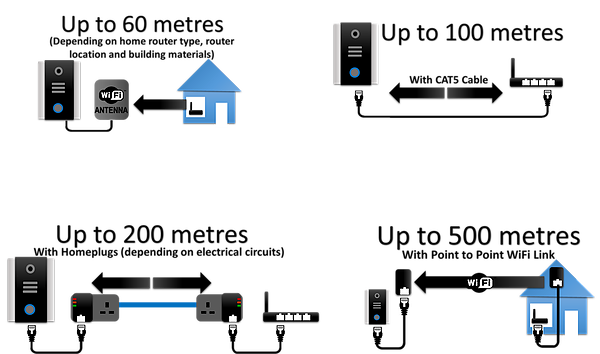 Up to 60 metres
(Depending on home router type, router
location and building materials)
WiFi
ANTENNA
Up to 100 metres
With CAT5 Cable
Up to 200 metres
With Homeplugs (depending on electrical circuits)
Up to 500 metres
With Point to Point WiFi Link
WiFi